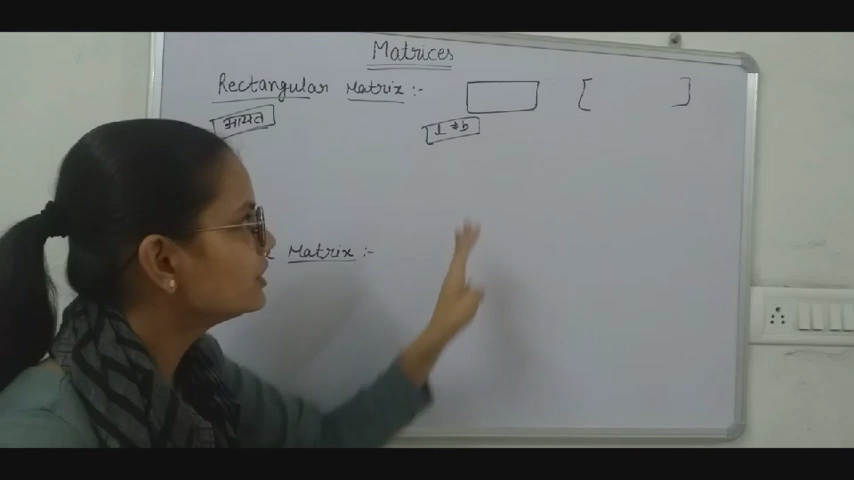 Matrices
Rectangular Matrix :-
आयत
l ≠ b
Matrix :-